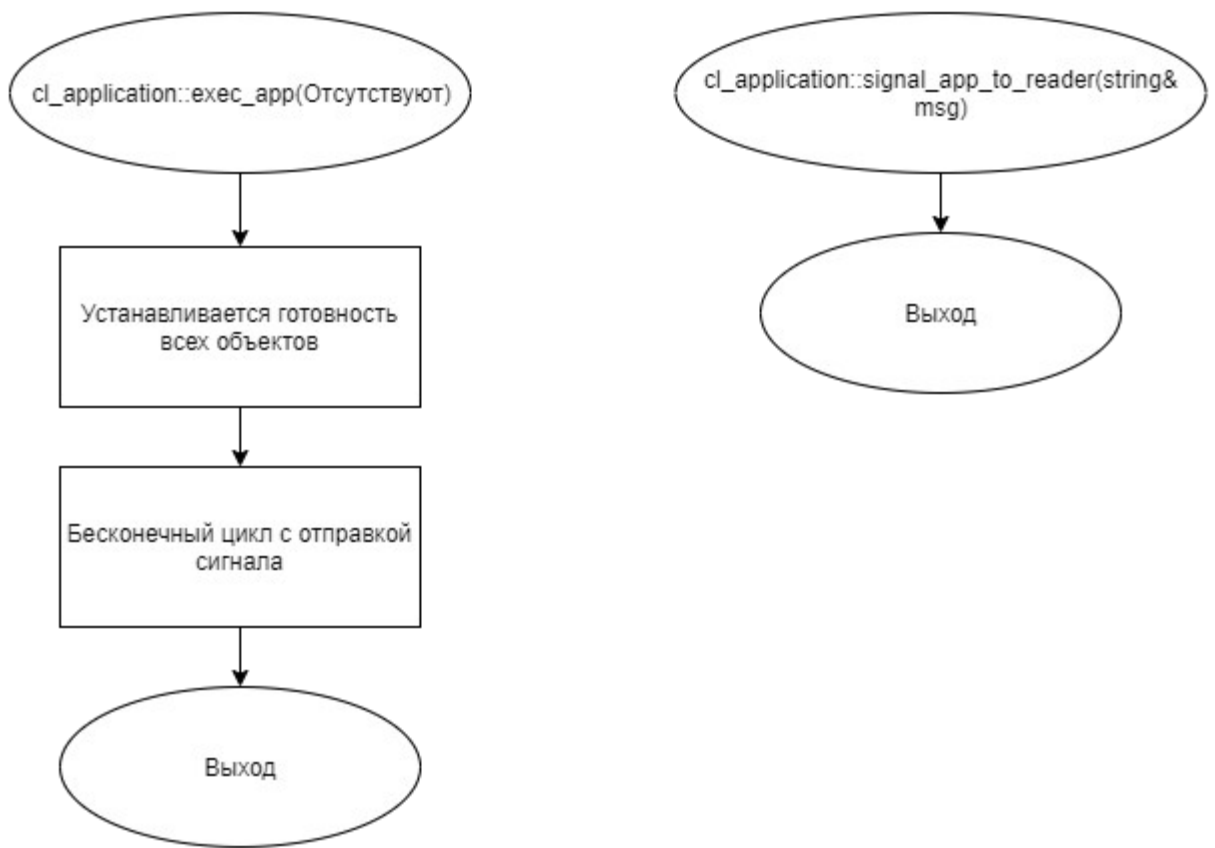 cl_application::exec_app(Отсутствуют)
Устанавливается готовность
всех объектов
Бесконечный цикл с отправкой
сигнала
Выход
cl_application::signal_app_to_reader(string&
msg)
Выход